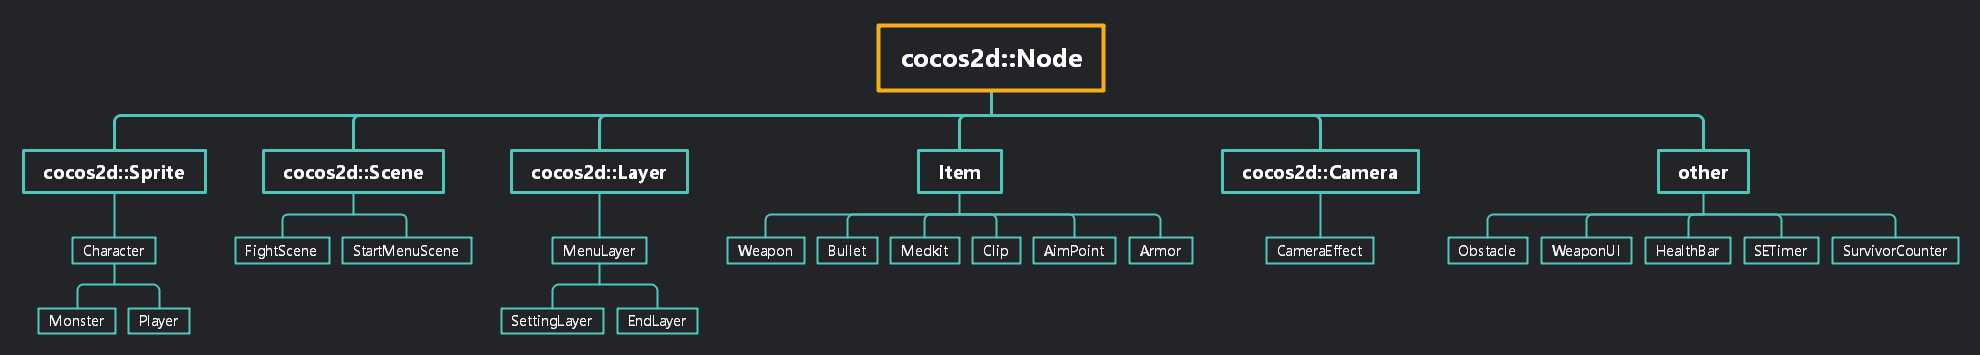 cocos2d::Node
cocos2d::Sprite cocos2d::Scene cocos2d::Layer Item cocos2d::Camera other
Character FightScene StartMenuScene MenuLayer Weapon Bullet Medkit Clip AimPoint Armor CameraEffect Obstacle WeaponUI HealthBar SETimer SurvivorCounter
Monster Player SettingLayer EndLayer